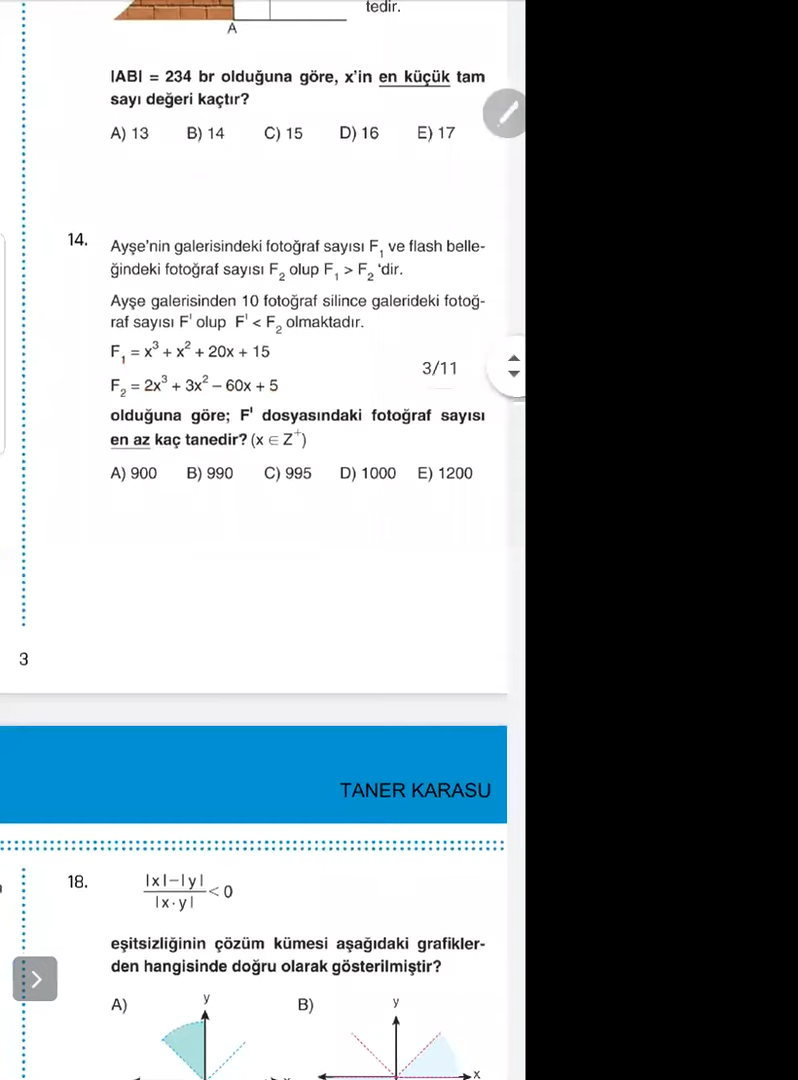 tedir.
A
IABI = 234 br olduğuna göre, x'in en küçük tam
sayı değeri kaçtır?
A) 13 B) 14 C) 15 D) 16 E) 17
14. Ayşe'nin galerisindeki fotoğraf sayısı F₁ ve flash belle-
ğindeki fotoğraf sayısı F₂ olup F₁ > F₂ 'dir.
Ayşe galerisinden 10 fotoğraf silince galerideki fotoğ-
raf sayısı Fˡ olup Fˡ < F₂ olmaktadır.
F₁ = x³ + x² + 20x + 15
3/11
F₂ = 2x³ + 3x² – 60x + 5
olduğuna göre; Fˡ dosyasındaki fotoğraf sayısı
en az kaç tanedir? (x ∈ Z⁺)
A) 900 B) 990 C) 995 D) 1000 E) 1200
3
TANER KARASU
18. |x|–|y| / |x·y| < 0
eşitsizliğinin çözüm kümesi aşağıdaki grafikler-
den hangisinde doğru olarak gösterilmiştir?
A) y B) y
x